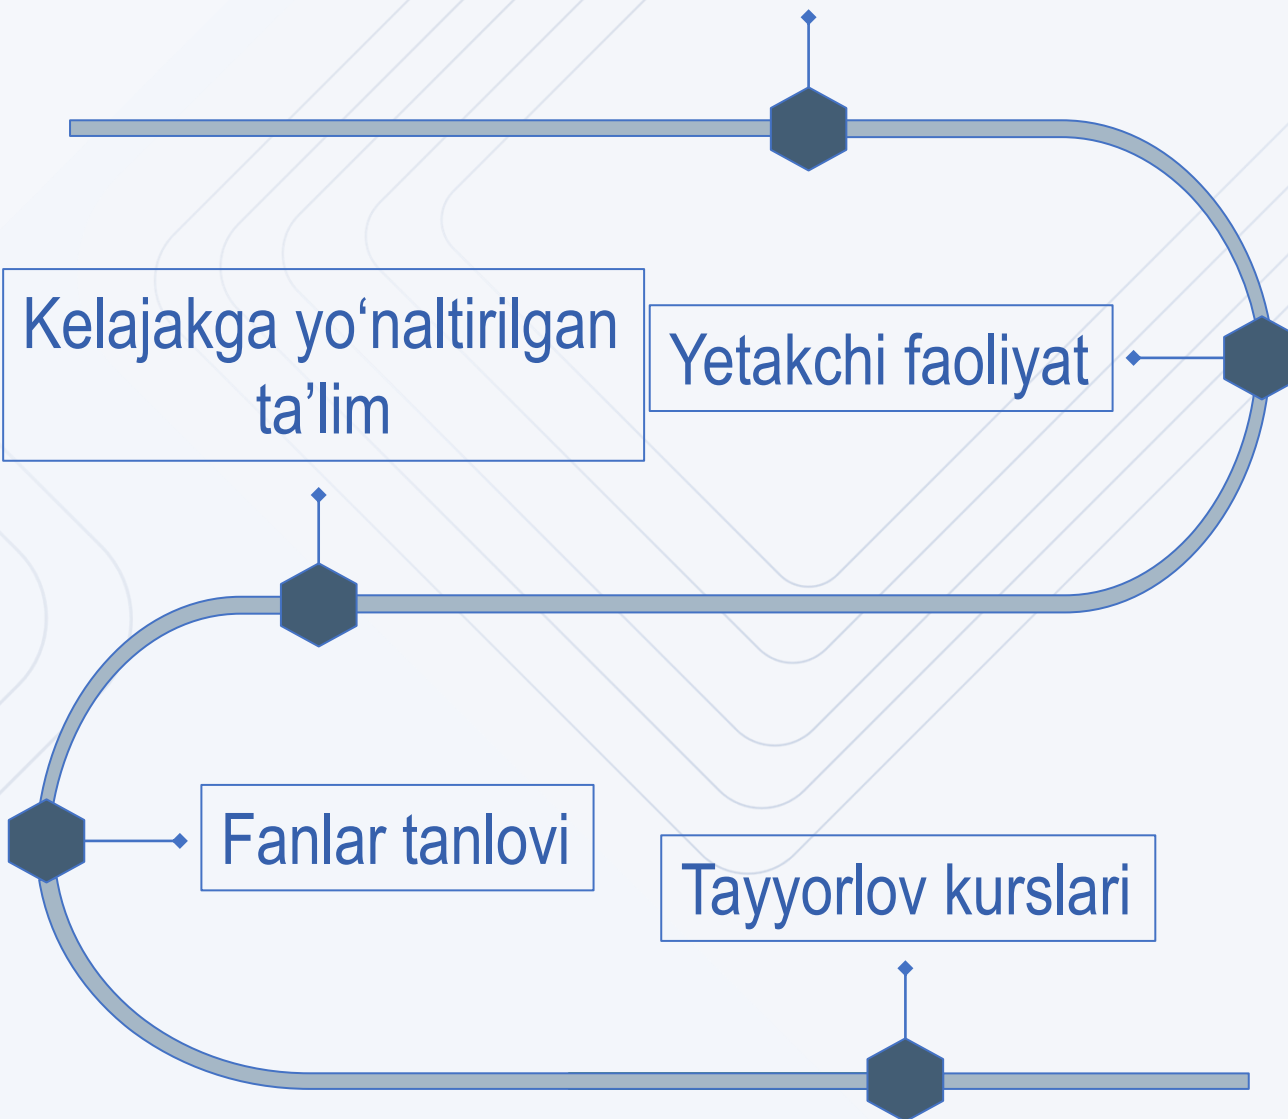 Kelajakga yo‘naltirilgan
ta’lim
Yetakchi faoliyat
Fanlar tanlovi
Tayyorlov kurslari